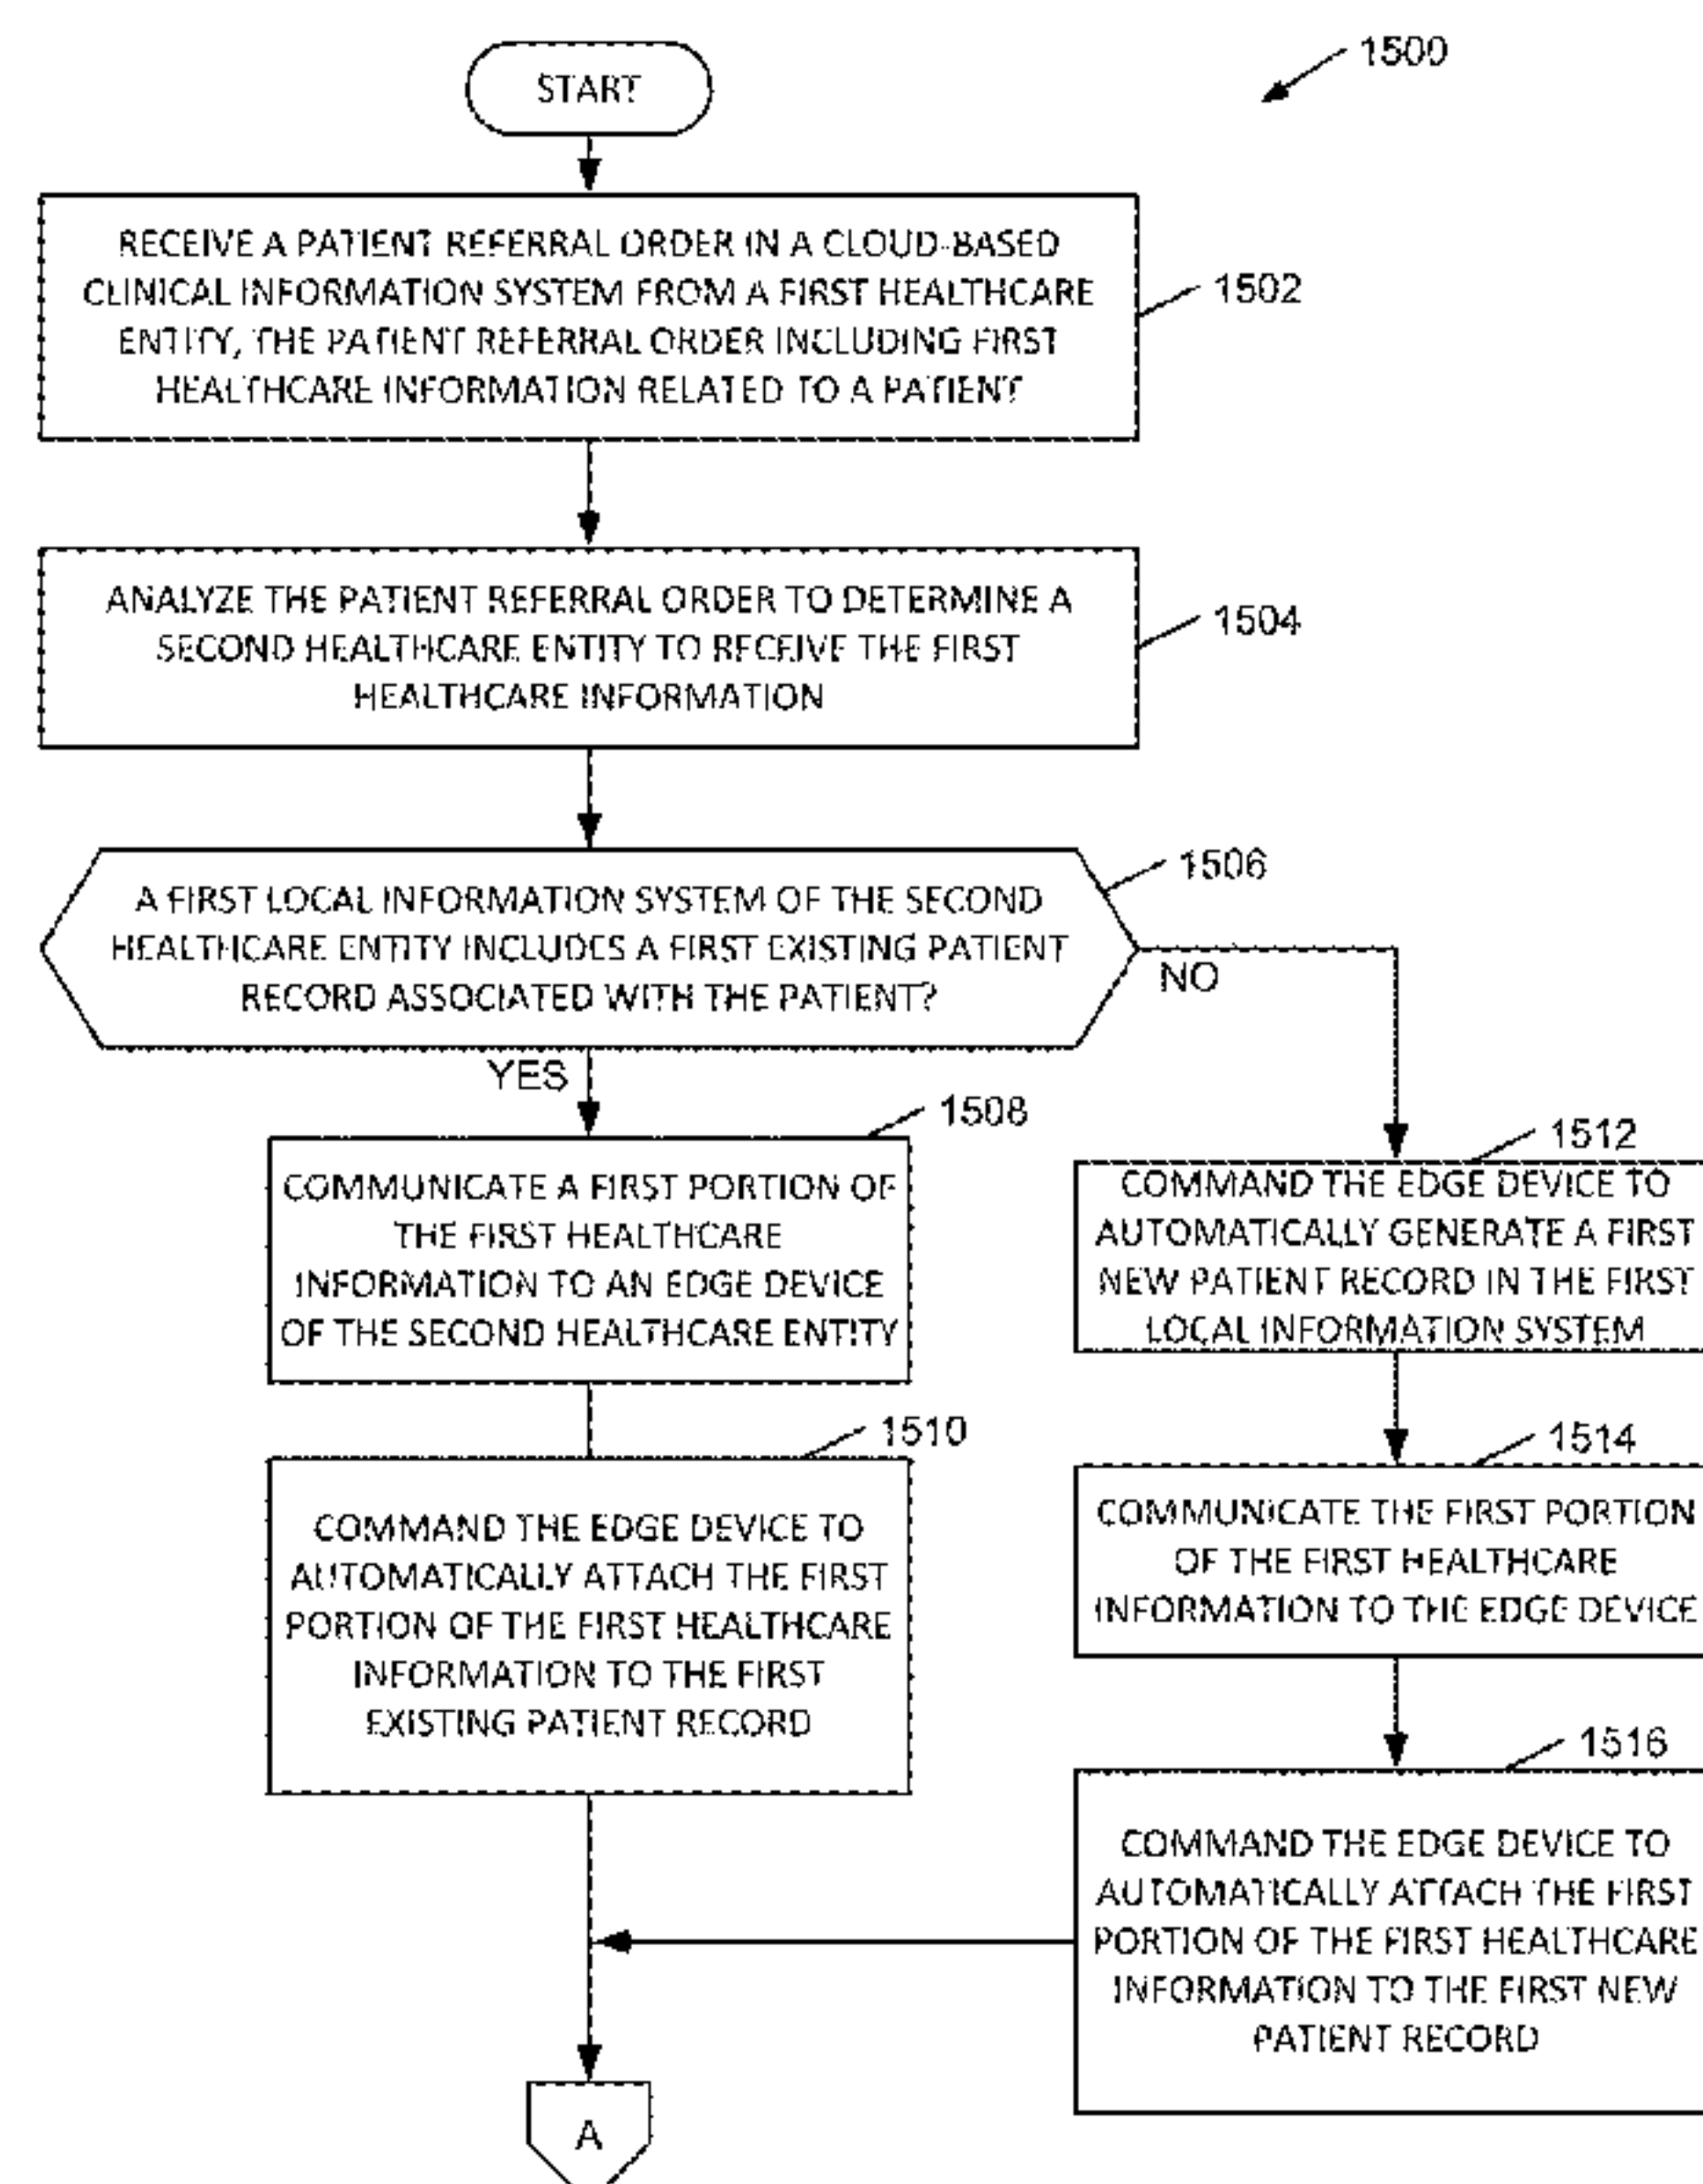 1500
START
RECEIVE A PATIENT REFERRAL ORDER IN A CLOUD-BASED
CLINICAL INFORMATION SYSTEM FROM A FIRST HEALTHCARE
ENTITY, THE PATIENT REFERRAL ORDER INCLUDING FIRST
HEALTHCARE INFORMATION RELATED TO A PATIENT
1502
ANALYZE THE PATIENT REFERRAL ORDER TO DETERMINE A
SECOND HEALTHCARE ENTITY TO RECEIVE THE FIRST
HEALTHCARE INFORMATION
1504
A FIRST LOCAL INFORMATION SYSTEM OF THE SECOND
HEALTHCARE ENTITY INCLUDES A FIRST EXISTING PATIENT
RECORD ASSOCIATED WITH THE PATIENT?
1506
NO
YES
1508
COMMUNICATE A FIRST PORTION OF
THE FIRST HEALTHCARE
INFORMATION TO AN EDGE DEVICE
OF THE SECOND HEALTHCARE ENTITY
1510
COMMAND THE EDGE DEVICE TO
AUTOMATICALLY ATTACH THE FIRST
PORTION OF THE FIRST HEALTHCARE
INFORMATION TO THE FIRST
EXISTING PATIENT RECORD
1512
COMMAND THE EDGE DEVICE TO
AUTOMATICALLY GENERATE A FIRST
NEW PATIENT RECORD IN THE FIRST
LOCAL INFORMATION SYSTEM
1514
COMMUNICATE THE FIRST PORTION
OF THE FIRST HEALTHCARE
INFORMATION TO THE EDGE DEVICE
1516
COMMAND THE EDGE DEVICE TO
AUTOMATICALLY ATTACH THE FIRST
PORTION OF THE FIRST HEALTHCARE
INFORMATION TO THE FIRST NEW
PATIENT RECORD
A